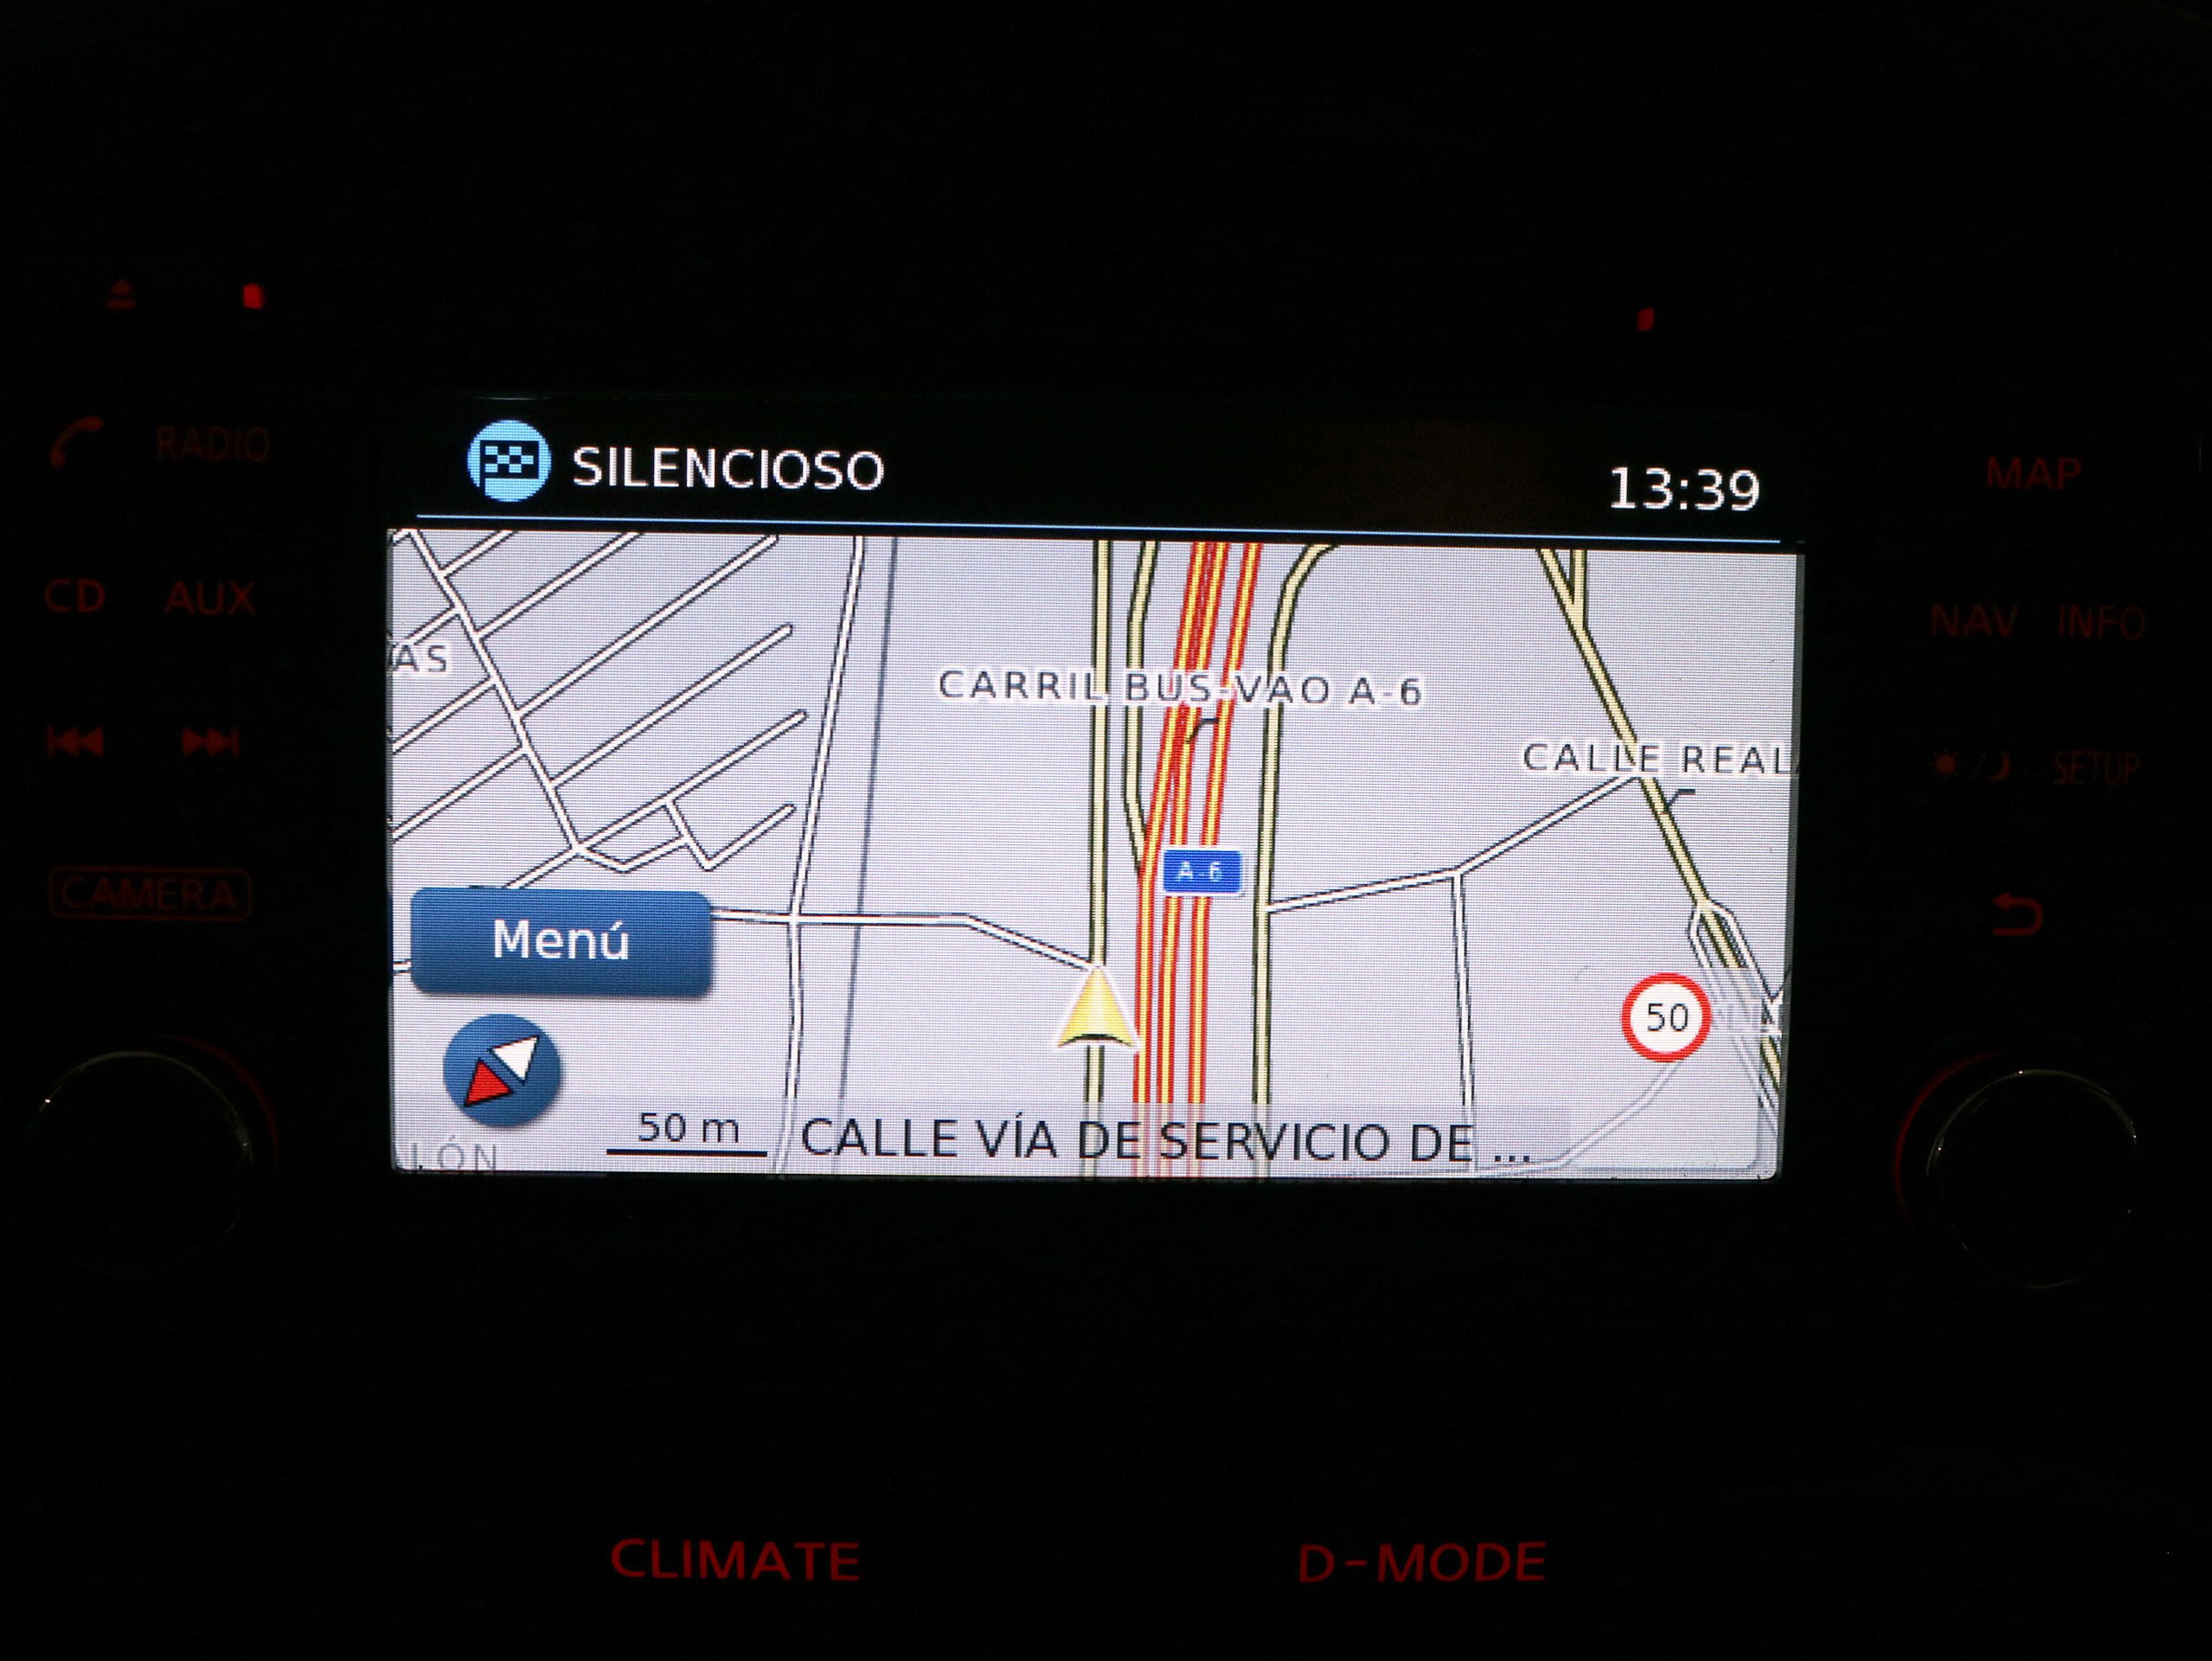 SILENCIOSO
13:39
RADIO
MAP
CD AUX
NAV INFO
AS
CARRIL BUS-VAO A-6
CALLE REAL
SETUP
A-6
CAMERA
Menú
50
50 m
CALLE VÍA DE SERVICIO DE ...
LÓN
CLIMATE
D-MODE